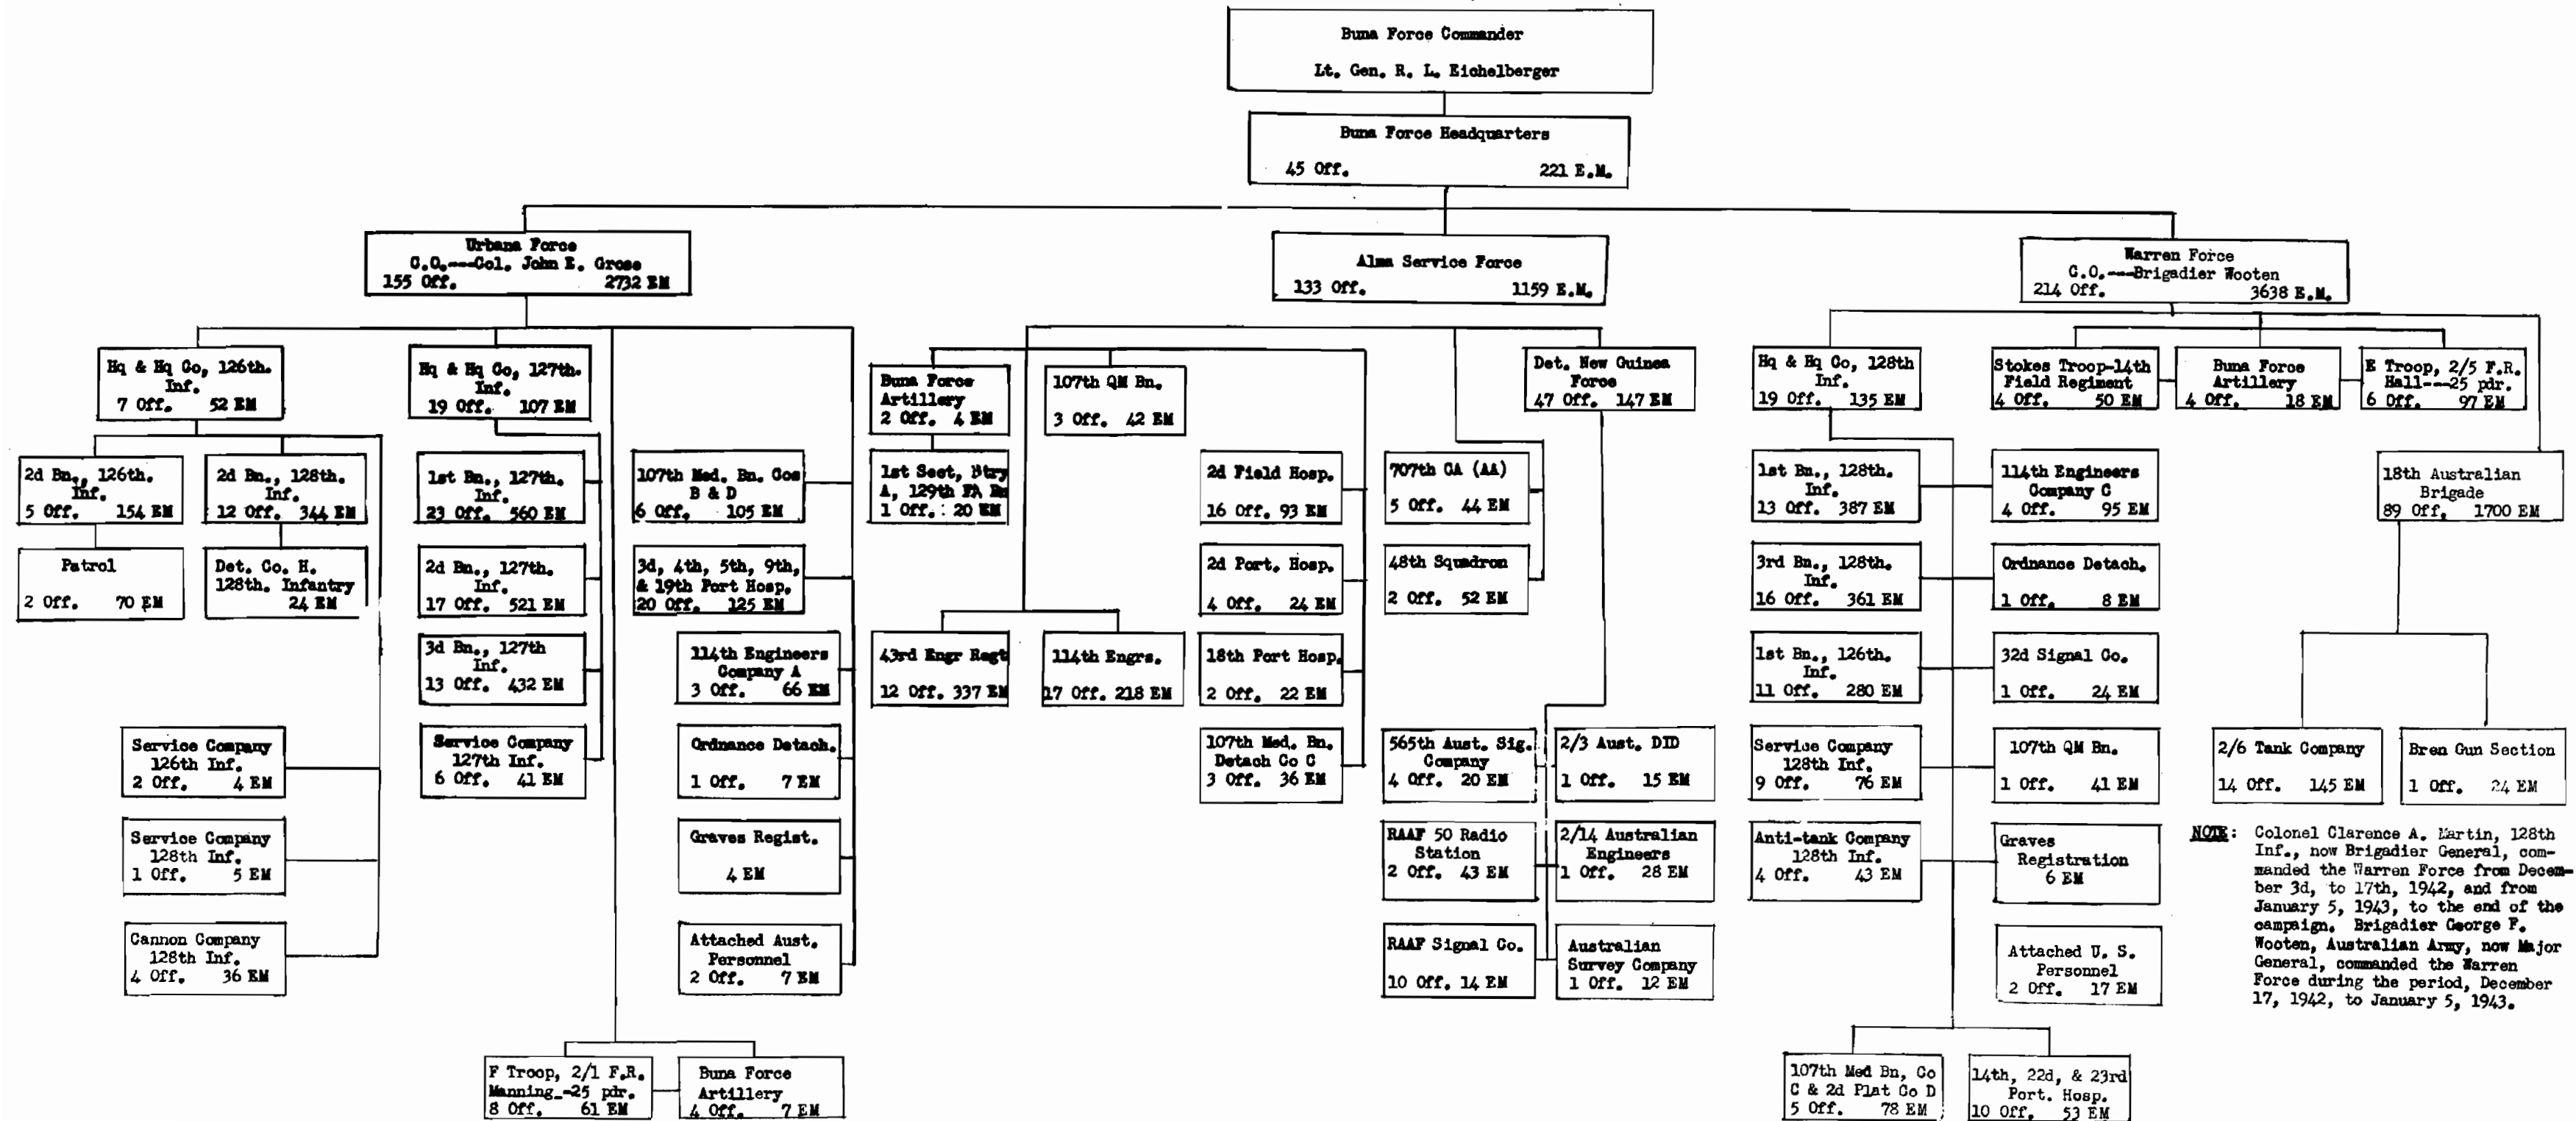 Buna Force Commander
Lt. Gen. R. L. Eichelberger
Buna Force Headquarters
45 Off. 221 E.M.
Urbana Force
C.O.---Col. John E. Grose
155 Off. 2732 EM
Alma Service Force
133 Off. 1159 E.M.
Warren Force
C.O.---Brigadier Wooten
214 Off. 3638 E.M.
Hq & Hq Co, 126th.
Inf.
7 Off. 52 EM
Hq & Hq Co, 127th.
Inf.
19 Off. 107 EM
Buna Force
Artillery
2 Off. 4 EM
107th QM Bn.
3 Off. 42 EM
Det. New Guinea
Force
47 Off. 147 EM
Hq & Hq Co, 128th
Inf.
19 Off. 135 EM
Stokes Troop-14th
Field Regiment
4 Off. 50 EM
Buna Force
Artillery
4 Off. 18 EM
E Troop, 2/5 F.R.
Hall---25 pdr.
6 Off. 97 EM
2d Bn., 126th.
Inf.
5 Off. 154 EM
2d Bn., 128th.
Inf.
12 Off. 344 EM
1st Bn., 127th.
Inf.
23 Off. 560 EM
107th Med. Bn. Cos
B & D
6 Off. 105 EM
1st Sect, Btry
A, 129th FA
1 Off. 20 EM
2d Field Hosp.
16 Off. 93 EM
707th CA (AA)
5 Off. 44 EM
1st Bn., 128th.
Inf.
13 Off. 387 EM
114th Engineers
Company C
4 Off. 95 EM
18th Australian
Brigade
89 Off. 1700 EM
Patrol
2 Off. 70 EM
Det. Co. H.
128th. Infantry
24 EM
2d Bn., 127th.
Inf.
17 Off. 521 EM
3d, 4th, 5th, 9th,
& 19th Port Hosp.
20 Off. 125 EM
2d Port. Hosp.
4 Off. 24 EM
48th Squadron
2 Off. 52 EM
3rd Bn., 128th.
Inf.
16 Off. 361 EM
Ordnance Detach.
1 Off. 8 EM
3d Bn., 127th
Inf.
13 Off. 432 EM
114th Engineers
Company A
3 Off. 66 EM
43rd Engr Regt
12 Off. 337 EM
114th Engrs.
17 Off. 218 EM
18th Port Hosp.
2 Off. 22 EM
1st Bn., 126th.
Inf.
11 Off. 280 EM
32d Signal Co.
1 Off. 24 EM
Service Company
126th Inf.
2 Off. 4 EM
Service Company
127th Inf.
6 Off. 41 EM
Ordnance Detach.
1 Off. 7 EM
107th Med. Bn.
Detach Co C
3 Off. 36 EM
565th Aust. Sig.
Company
4 Off. 20 EM
2/3 Aust. DID
1 Off. 15 EM
Service Company
128th Inf.
9 Off. 76 EM
107th QM Bn.
1 Off. 41 EM
2/6 Tank Company
14 Off. 145 EM
Bren Gun Section
1 Off. 24 EM
Service Company
128th Inf.
1 Off. 5 EM
Graves Regist.
4 EM
RAAF 50 Radio
Station
2 Off. 43 EM
2/14 Australian
Engineers
1 Off. 28 EM
Anti-tank Company
128th Inf.
4 Off. 43 EM
Graves
Registration
6 EM
NOTE: Colonel Clarence A. Martin, 128th
Inf., now Brigadier General, com-
manded the Warren Force from Decem-
ber 3d, to 17th, 1942, and from
January 5, 1943, to the end of the
campaign. Brigadier George F.
Wooten, Australian Army, now Major
General, commanded the Warren
Force during the period, December
17, 1942, to January 5, 1943.
Cannon Company
128th Inf.
4 Off. 36 EM
Attached Aust.
Personnel
2 Off. 7 EM
RAAF Signal Co.
10 Off. 14 EM
Australian
Survey Company
1 Off. 12 EM
Attached U. S.
Personnel
2 Off. 17 EM
F Troop, 2/1 F.R.
Manning -25 pdr.
8 Off. 61 EM
Buna Force
Artillery
4 Off. 7 EM
107th Med Bn, Co
C & 2d Plat Co D
5 Off. 78 EM
14th, 22d, & 23rd
Port. Hosp.
10 Off. 53 EM